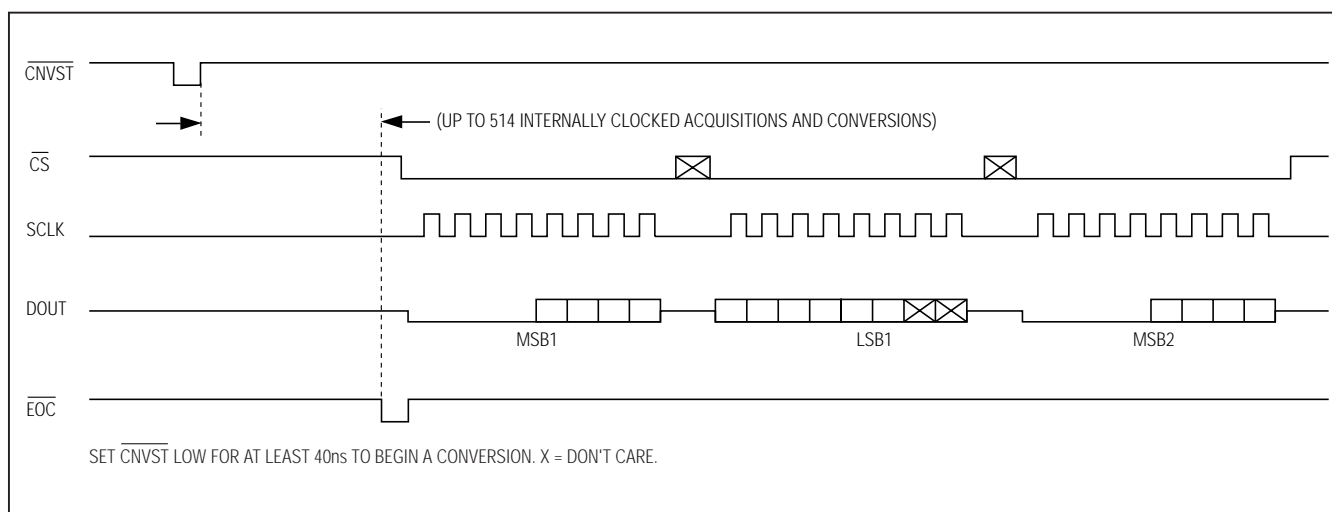 CNVST
(UP TO 514 INTERNALLY CLOCKED ACQUISITIONS AND CONVERSIONS)
CS
SCLK
DOUT
MSB1
LSB1
MSB2
EOC
SET CNVST LOW FOR AT LEAST 40ns TO BEGIN A CONVERSION. X = DON'T CARE.